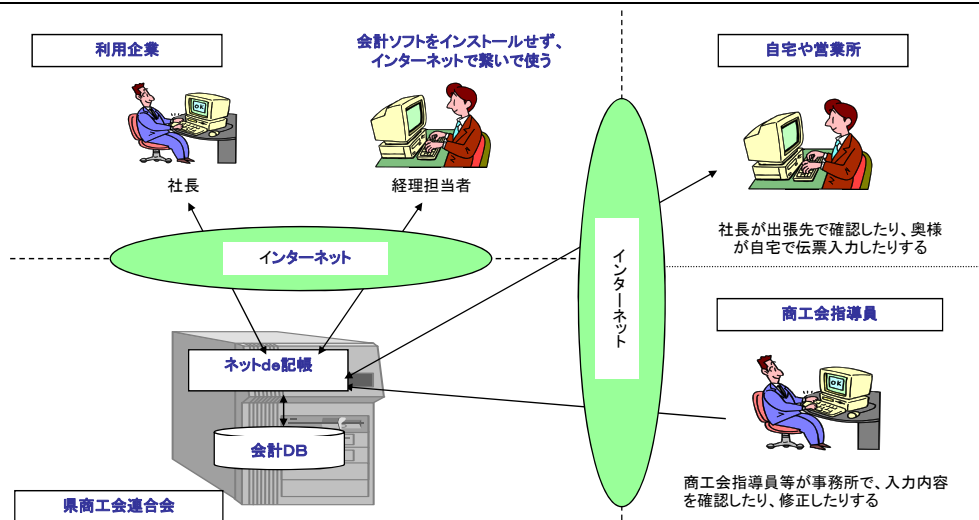 利用企業
会計ソフトをインストールせず、
インターネットで繋いで使う
自宅や営業所
社長
経理担当者
社長が出張先で確認したり、奥様
が自宅で伝票入力したりする
インターネット
インターネット
商工会指導員
ネットde記帳
会計DB
商工会指導員等が事務所で、入力内容
を確認したり、修正したりする
県商工会連合会
OK
OK